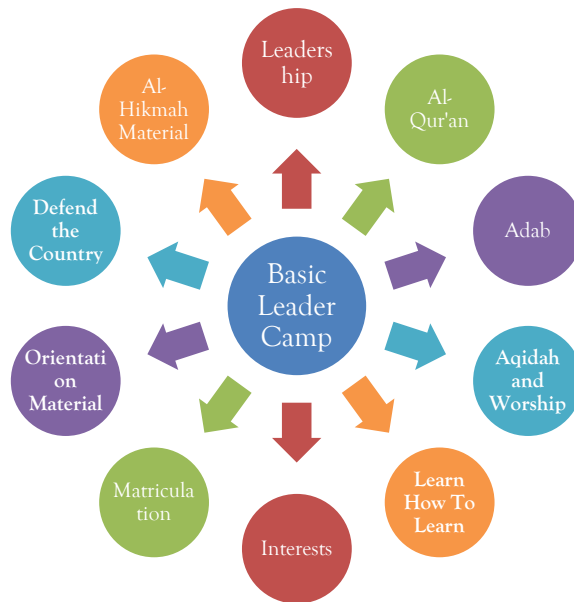 Leaders
hip
Al-
Qur'an
Adab
Aqidah
and
Worship
Learn
How To
Learn
Interests
Matricula
tion
Orientati
on
Material
Defend
the
Country
Al-
Hikmah
Material
Basic
Leader
Camp